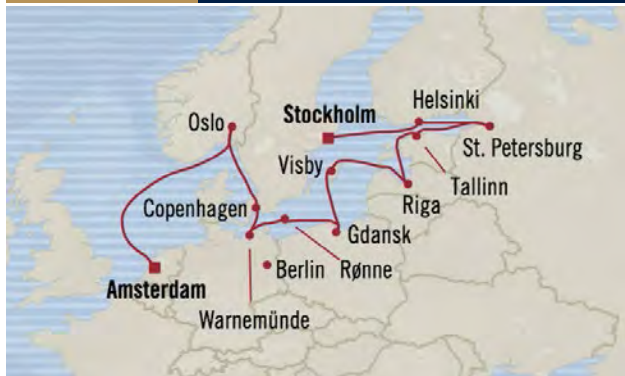 Helsinki
Oslo
Stockholm
St. Petersburg
Visby
Tallinn
Copenhagen
Riga
Gdansk
Berlin
Rønne
Amsterdam
Warnemünde